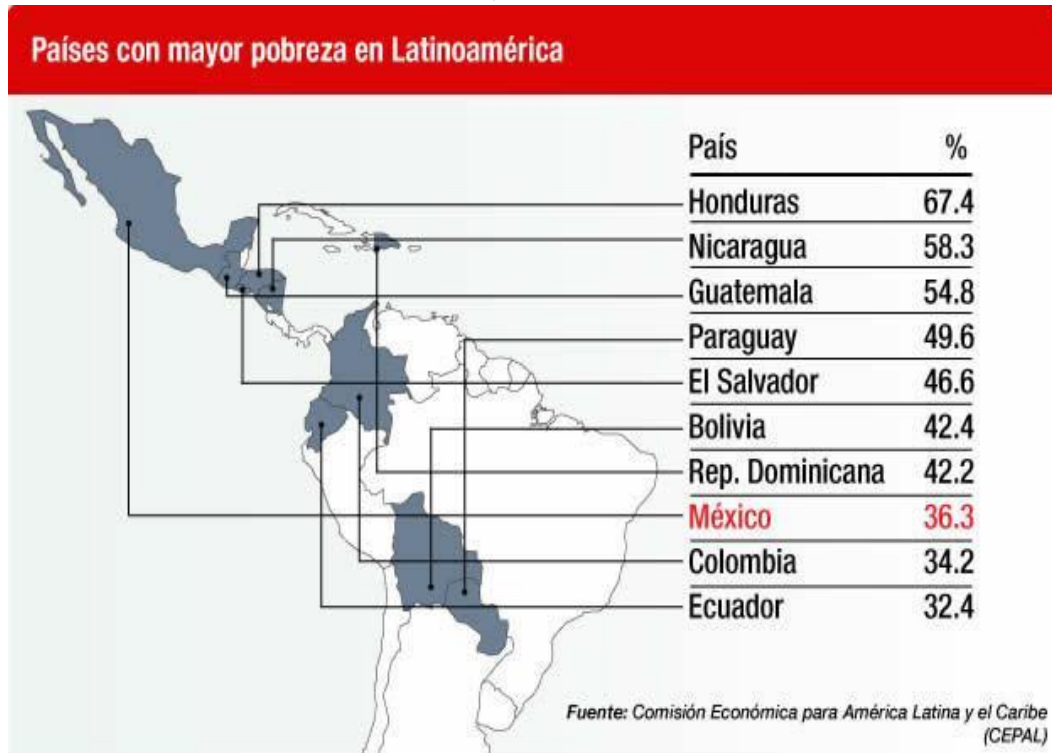 Países con mayor pobreza en Latinoamérica
País %
Honduras 67.4
Nicaragua 58.3
Guatemala 54.8
Paraguay 49.6
El Salvador 46.6
Bolivia 42.4
Rep. Dominicana 42.2
México 36.3
Colombia 34.2
Ecuador 32.4
Fuente: Comisión Económica para América Latina y el Caribe
(CEPAL)